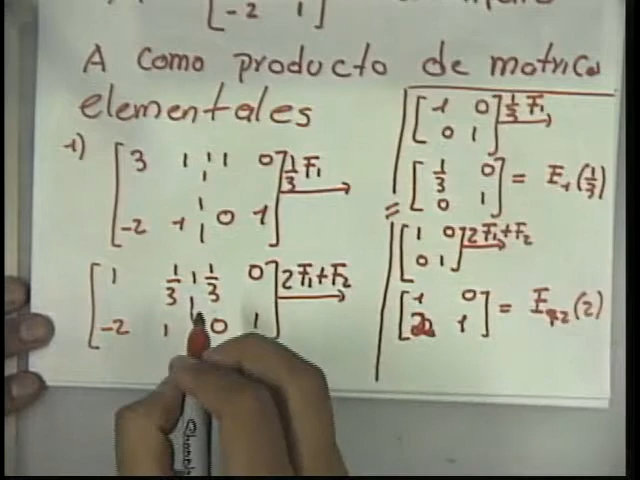 [-2 1]
A como producto de matrices
elementales
1) [3 1 | 1 0] 1/3 F1 →
[-2 1 | 0 1]
[1 1/3 | 1/3 0] 2F1+F2 →
[-2 1 | 0 1]
[1 0] 1/3 F1 →
[0 1]
[1/3 0] = E1(1/3)
[0 1]
=
[1 0] 2F1+F2 →
[0 1]
[1 0] = E12(2)
[2 1]